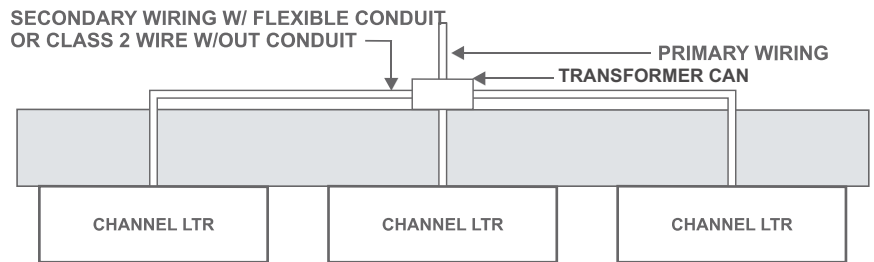 SECONDARY WIRING W/ FLEXIBLE CONDUIT
OR CLASS 2 WIRE W/OUT CONDUIT
PRIMARY WIRING
TRANSFORMER CAN
CHANNEL LTR
CHANNEL LTR
CHANNEL LTR